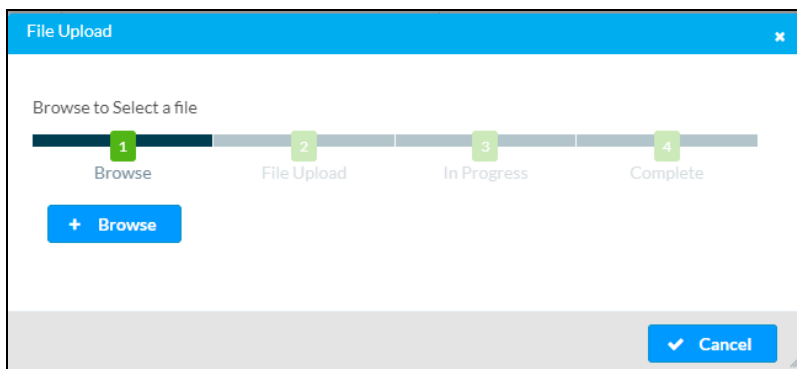 File Upload
Browse to Select a file
1 2 3 4
Browse File Upload In Progress Complete
+ Browse
Cancel